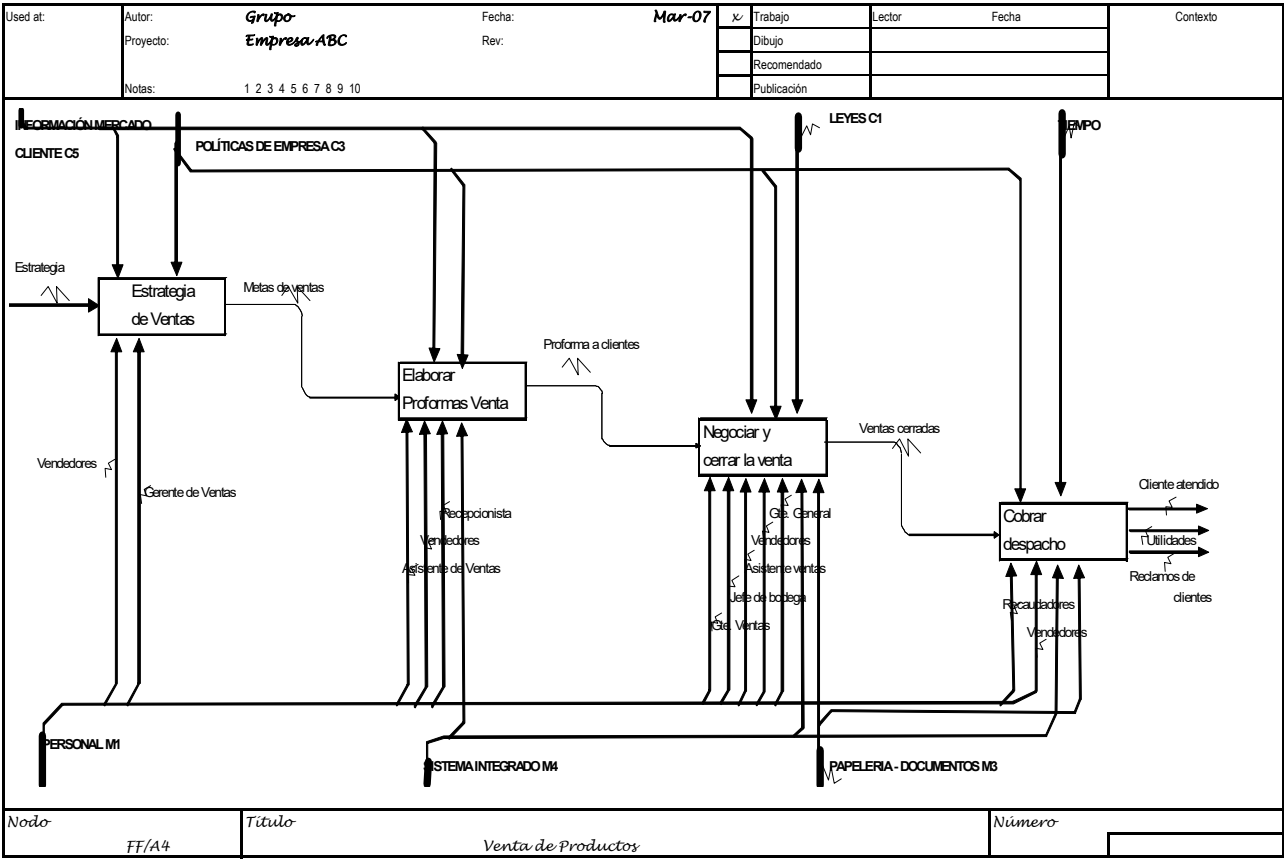 Used at:
Autor:
Grupo
Fecha:
Mar-07
x
Trabajo
Lector
Fecha
Contexto
Proyecto:
Empresa ABC
Rev:
Dibujo
Recomendado
Notas:
1 2 3 4 5 6 7 8 9 10
Publicación
INFORMACIÓN MERCADO
CLIENTE C5
POLÍTICAS DE EMPRESA C3
LEYES C1
TIEMPO
Estrategia
Estrategia
de Ventas
Metas de ventas
Elaborar
Proformas Venta
Proforma a clientes
Negociar y
cerrar la venta
Ventas cerradas
Cobrar
despacho
Cliente atendido
Utilidades
Reclamos de
clientes
Vendedores
Gerente de Ventas
Recepcionista
Vendedores
Asistente de Ventas
Gte. General
Vendedores
Asistente ventas
Jefe de bodega
Gte. Ventas
Recaudadores
Vendedores
PERSONAL M1
SISTEMA INTEGRADO M4
PAPELERIA - DOCUMENTOS M3
Nodo
FF/A4
Título
Venta de Productos
Número